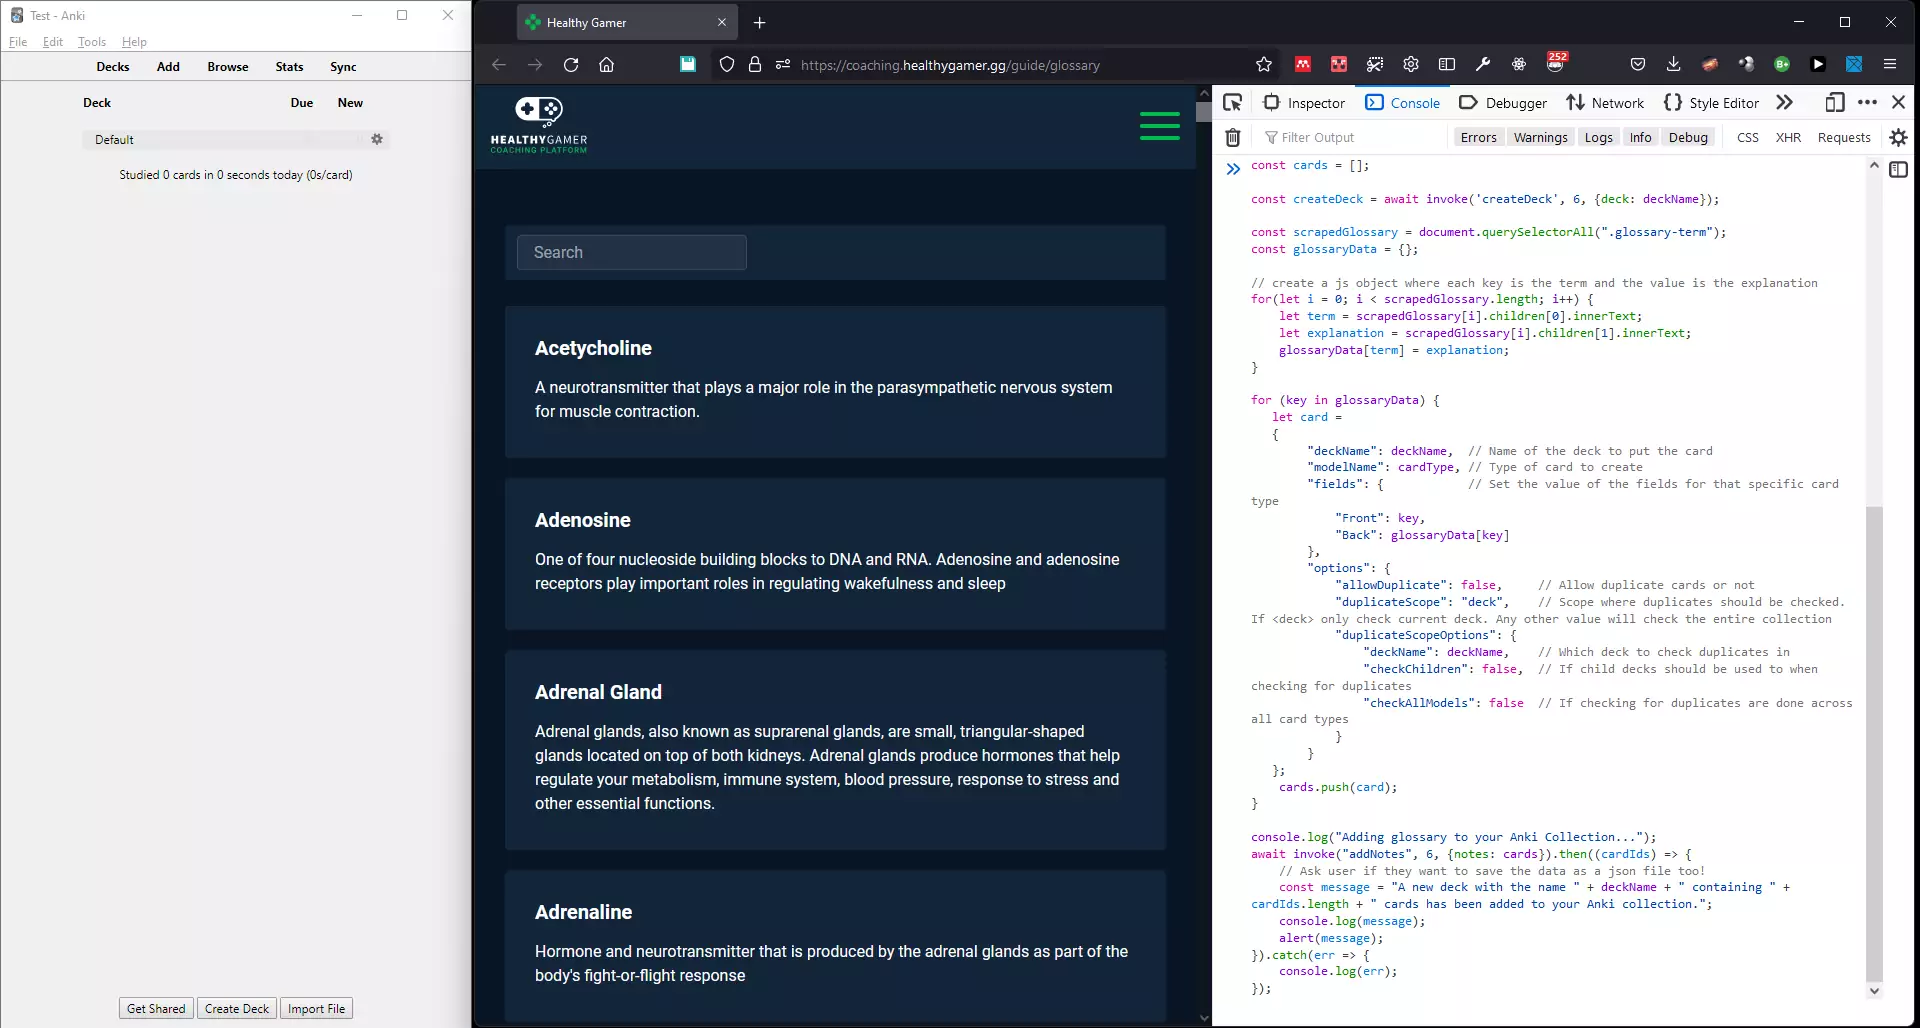 Test - Anki
File Edit Tools Help
Decks Add Browse Stats Sync
Deck Due New
Default
Studied 0 cards in 0 seconds today (0s/card)
Get Shared Create Deck Import File
Healthy Gamer
https://coaching.healthygamer.gg/guide/glossary
252
B+
HEALTHYGAMER
COACHING PLATFORM
Search
Acetycholine
A neurotransmitter that plays a major role in the parasympathetic nervous system
for muscle contraction.
Adenosine
One of four nucleoside building blocks to DNA and RNA. Adenosine and adenosine
receptors play important roles in regulating wakefulness and sleep
Adrenal Gland
Adrenal glands, also known as suprarenal glands, are small, triangular-shaped
glands located on top of both kidneys. Adrenal glands produce hormones that help
regulate your metabolism, immune system, blood pressure, response to stress and
other essential functions.
Adrenaline
Hormone and neurotransmitter that is produced by the adrenal glands as part of the
body's fight-or-flight response
Inspector Console Debugger Network Style Editor
Filter Output Errors Warnings Logs Info Debug CSS XHR Requests
const cards = [];
const createDeck = await invoke('createDeck', 6, {deck: deckName});
const scrapedGlossary = document.querySelectorAll(".glossary-term");
const glossaryData = {};
// create a js object where each key is the term and the value is the explanation
for(let i = 0; i < scrapedGlossary.length; i++) {
let term = scrapedGlossary[i].children[0].innerText;
let explanation = scrapedGlossary[i].children[1].innerText;
glossaryData[term] = explanation;
}
for (key in glossaryData) {
let card =
{
"deckName": deckName, // Name of the deck to put the card
"modelName": cardType, // Type of card to create
"fields": { // Set the value of the fields for that specific card
type
"Front": key,
"Back": glossaryData[key]
},
"options": {
"allowDuplicate": false, // Allow duplicate cards or not
"duplicateScope": "deck", // Scope where duplicates should be checked.
If <deck> only check current deck. Any other value will check the entire collection
"duplicateScopeOptions": {
"deckName": deckName, // Which deck to check duplicates in
"checkChildren": false, // If child decks should be used to when
checking for duplicates
"checkAllModels": false // If checking for duplicates are done across
all card types
}
}
};
cards.push(card);
}
console.log("Adding glossary to your Anki Collection...");
await invoke("addNotes", 6, {notes: cards}).then((cardIds) => {
// Ask user if they want to save the data as a json file too!
const message = "A new deck with the name " + deckName + " containing " +
cardIds.length + " cards has been added to your Anki collection.";
console.log(message);
alert(message);
}).catch(err => {
console.log(err);
});